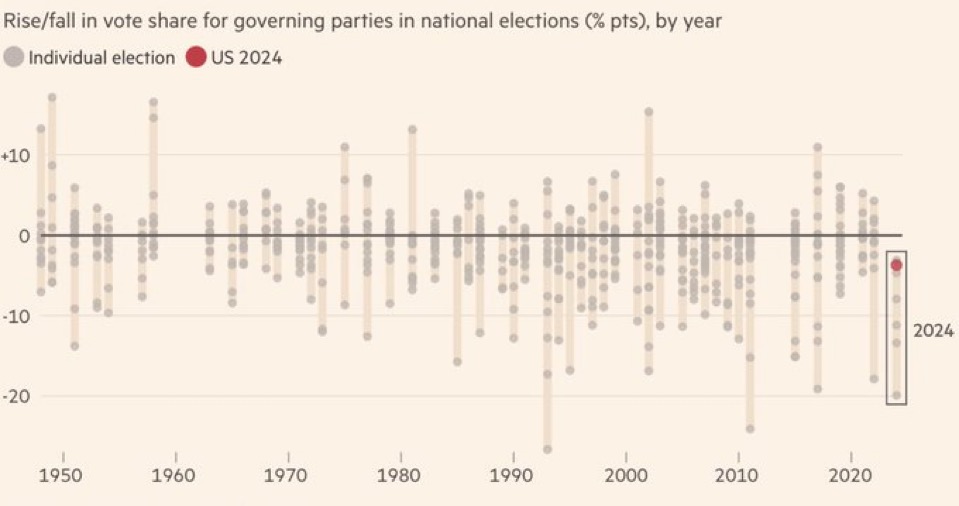 Rise/fall in vote share for governing parties in national elections (% pts), by year
Individual election US 2024
+10
0
-10
2024
-20
1950 1960 1970 1980 1990 2000 2010 2020